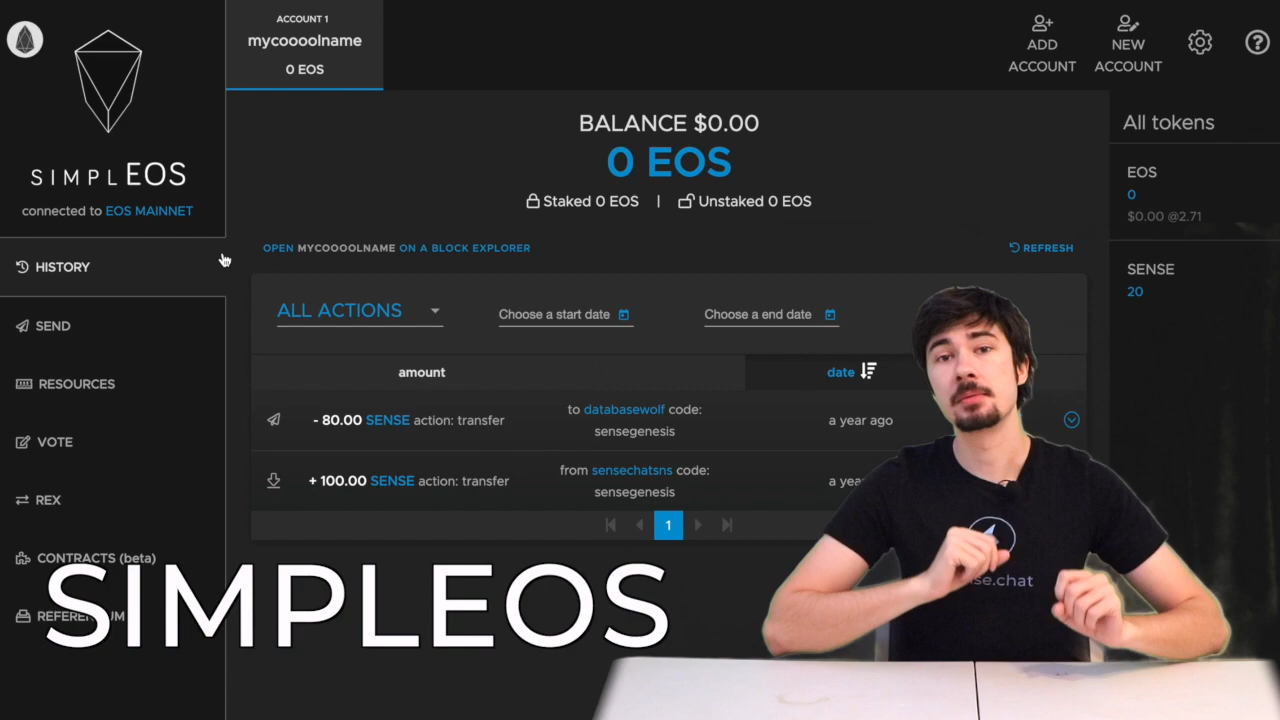 ACCOUNT 1
mycoooolname
0 EOS
ADD
ACCOUNT
NEW
ACCOUNT
SIMPLEOS
connected to EOS MAINNET
BALANCE $0.00
0 EOS
Staked 0 EOS | Unstaked 0 EOS
All tokens
EOS
0
$0.00 @2.71
SENSE
20
OPEN MYCOOOOLNAME ON A BLOCK EXPLORER
REFRESH
HISTORY
SEND
RESOURCES
VOTE
REX
CONTRACTS (beta)
ALL ACTIONS
Choose a start date
Choose a end date
amount
date
- 80.00 SENSE action: transfer
to databasewolf code:
sensegenesis
a year ago
+ 100.00 SENSE action: transfer
from sensechatsns code:
sensegenesis
a yea
1
SIMPLEOS
se.chat